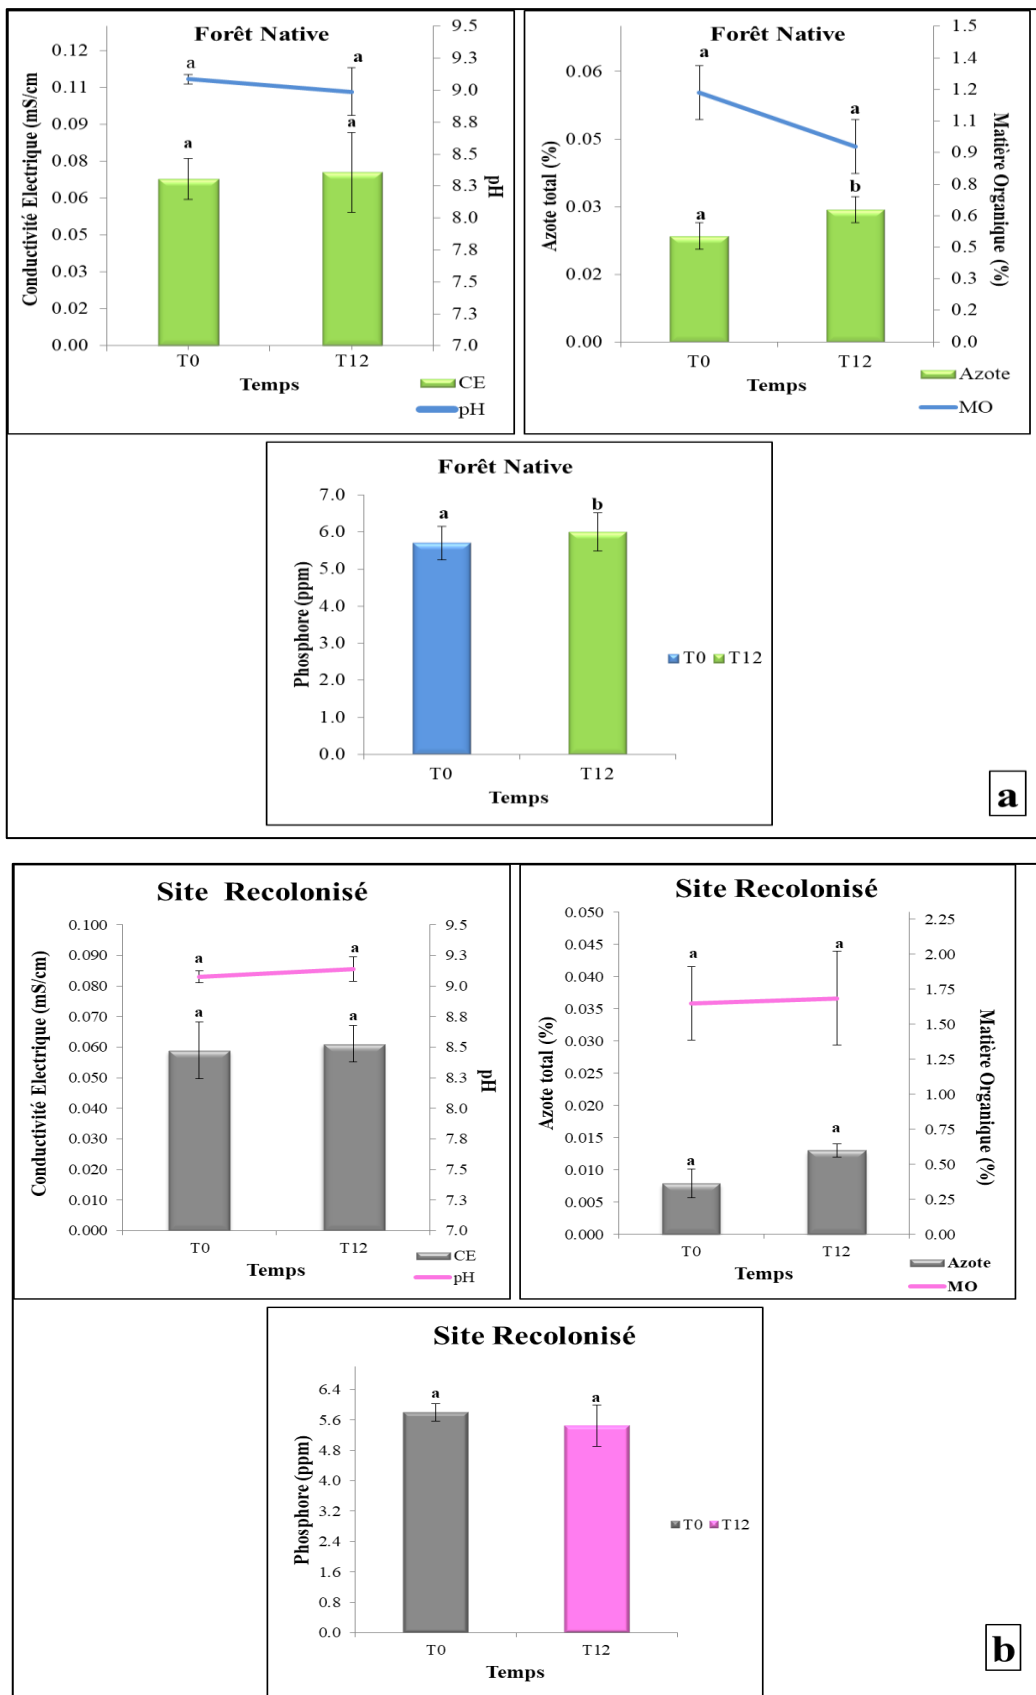 Forêt Native
Conductivité Electrique (mS/cm)
0.12
0.11
0.09
0.08
0.06
0.05
0.03
0.02
0.00
9.5
9.3
9.0
8.8
8.5
8.3
8.0
7.8
7.5
7.3
7.0
pH
a
a
a
a
T0
T12
Temps
CE
pH
Forêt Native
Azote total (%)
0.06
0.05
0.03
0.02
0.00
1.5
1.4
1.2
1.1
0.9
0.8
0.6
0.5
0.3
0.2
0.0
Matière Organique (%)
a
a
a
b
T0
T12
Temps
Azote
MO
Forêt Native
Phosphore (ppm)
7.0
6.0
5.0
4.0
3.0
2.0
1.0
0.0
a
b
T0
T12
Temps
T0 T12
a
Site Recolonisé
Conductivité Electrique (mS/cm)
0.100
0.090
0.080
0.070
0.060
0.050
0.040
0.030
0.020
0.010
0.000
9.5
9.3
9.0
8.8
8.5
8.3
8.0
7.8
7.5
7.3
7.0
pH
a
a
a
a
T0
T12
Temps
CE
pH
Site Recolonisé
Azote total (%)
0.050
0.045
0.040
0.035
0.030
0.025
0.020
0.015
0.010
0.005
0.000
2.25
2.00
1.75
1.50
1.25
1.00
0.75
0.50
0.25
0.00
Matière Organique (%)
a
a
a
a
T0
T12
Temps
Azote
MO
Site Recolonisé
Phosphore (ppm)
6.4
5.6
4.8
4.0
3.2
2.4
1.6
0.8
0.0
a
a
T0
T12
Temps
T0 T12
b